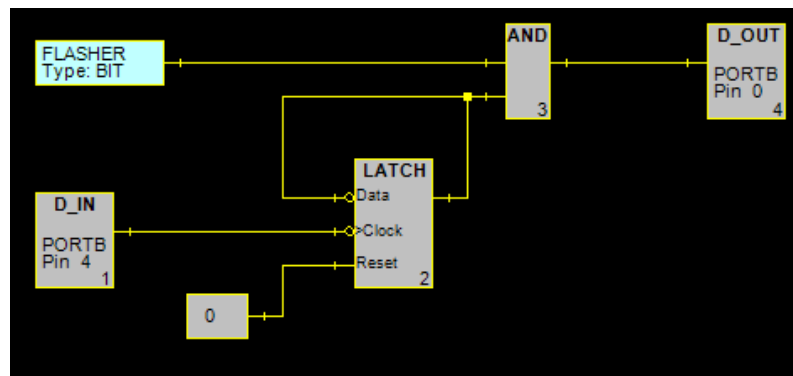 FLASHER
Type: BIT
AND
3
D_OUT
PORTB
Pin 0
4
LATCH
Data
>Clock
Reset
2
D_IN
PORTB
Pin 4
1
0